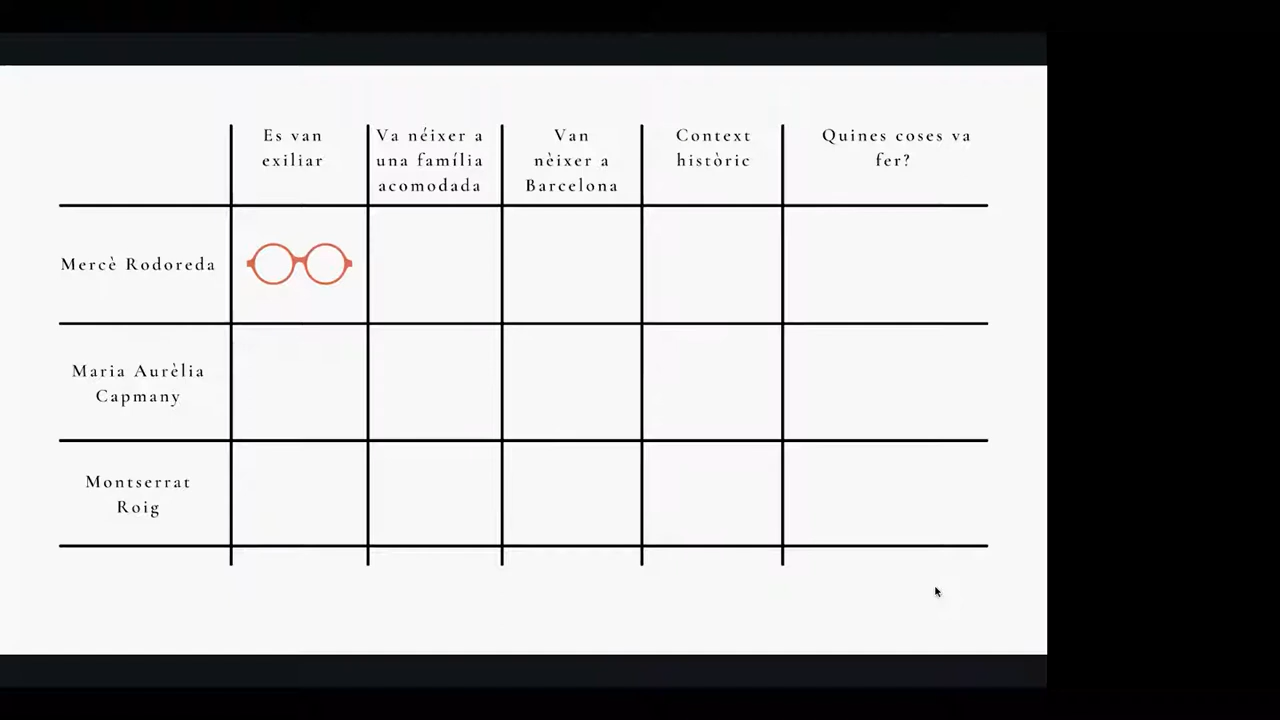 Es van
exiliar
Va néixer a
una família
acomodada
Van
nèixer a
Barcelona
Context
històric
Quines coses va
fer?
Mercè Rodoreda
Maria Aurèlia
Capmany
Montserrat
Roig